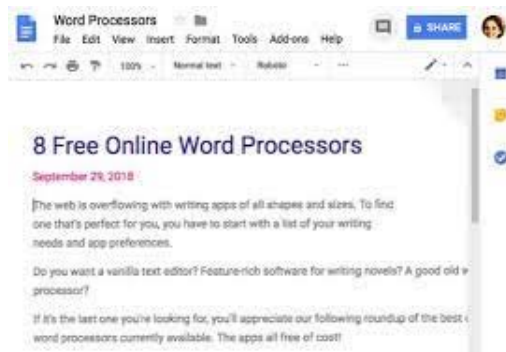 Word Processors
File Edit View Insert Format Tools Add-ons Help
SHARE
100% Normal text Roboto ...
8 Free Online Word Processors
September 29, 2018
The web is overflowing with writing apps of all shapes and sizes. To find
one that's perfect for you, you have to start with a list of your writing
needs and app preferences.
Do you want a vanilla text editor? Feature-rich software for writing novels? A good old
processor?
If it's the last one you're looking for, you'll appreciate our following roundup of the best
word processors currently available. The apps all free of cost!